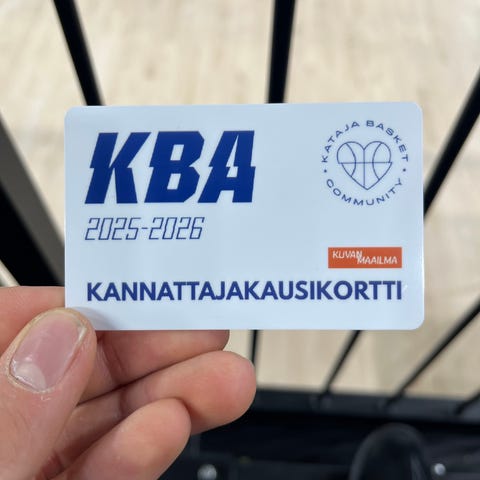 KBA
2025-2026
KATAJA BASKET
COMMUNITY
KUVAN
MAAILMA
KANNATTAJAKAUSIKORTTI